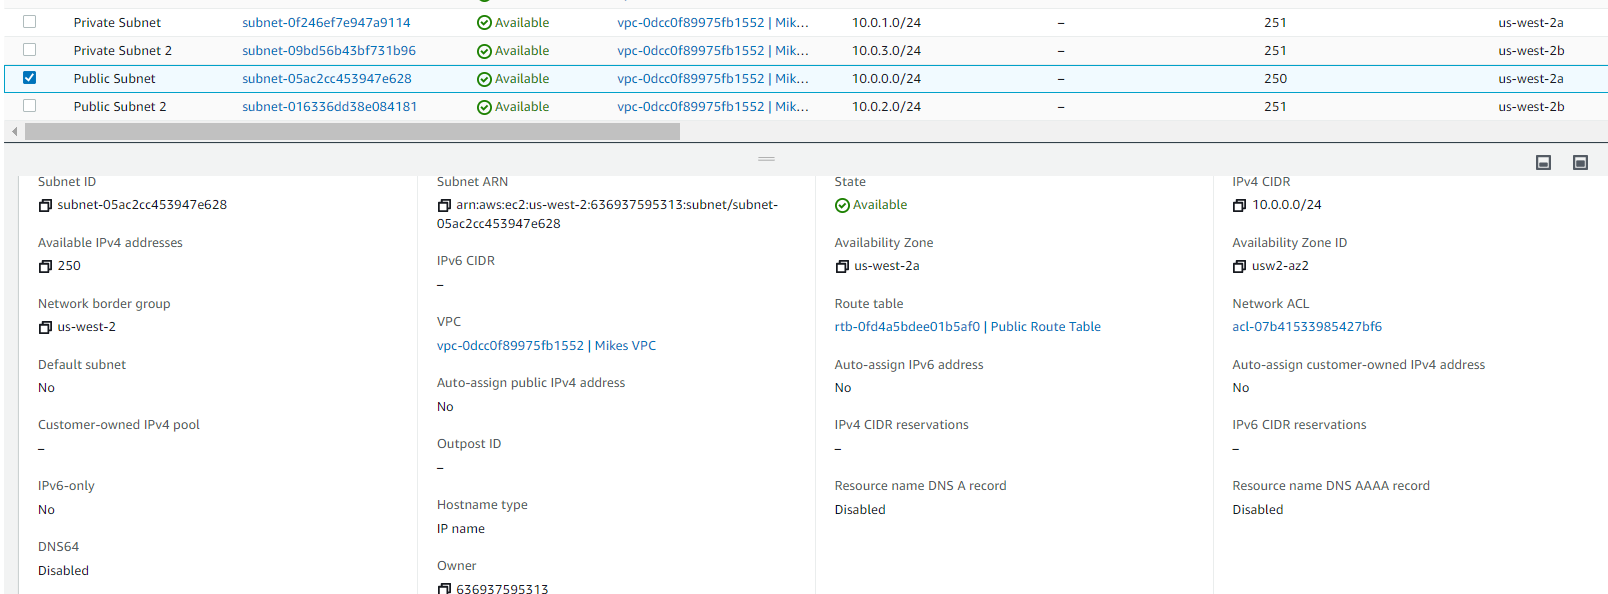 Private Subnet subnet-0f246ef7e947a9114 Available vpc-0dcc0f89975fb1552 | Mik... 10.0.1.0/24 – 251 us-west-2a
Private Subnet 2 subnet-09bd56b43bf731b96 Available vpc-0dcc0f89975fb1552 | Mik... 10.0.3.0/24 – 251 us-west-2b
Public Subnet subnet-05ac2cc453947e628 Available vpc-0dcc0f89975fb1552 | Mik... 10.0.0.0/24 – 250 us-west-2a
Public Subnet 2 subnet-016336dd38e084181 Available vpc-0dcc0f89975fb1552 | Mik... 10.0.2.0/24 – 251 us-west-2b
Subnet ID
subnet-05ac2cc453947e628
Available IPv4 addresses
250
Network border group
us-west-2
Default subnet
No
Customer-owned IPv4 pool
–
IPv6-only
No
DNS64
Disabled
Subnet ARN
arn:aws:ec2:us-west-2:636937595313:subnet/subnet-
05ac2cc453947e628
IPv6 CIDR
–
VPC
vpc-0dcc0f89975fb1552 | Mikes VPC
Auto-assign public IPv4 address
No
Outpost ID
–
Hostname type
IP name
Owner
636937595313
State
Available
Availability Zone
us-west-2a
Route table
rtb-0fd4a5bdee01b5af0 | Public Route Table
Auto-assign IPv6 address
No
IPv4 CIDR reservations
–
Resource name DNS A record
Disabled
IPv4 CIDR
10.0.0.0/24
Availability Zone ID
usw2-az2
Network ACL
acl-07b41533985427bf6
Auto-assign customer-owned IPv4 address
No
IPv6 CIDR reservations
–
Resource name DNS AAAA record
Disabled